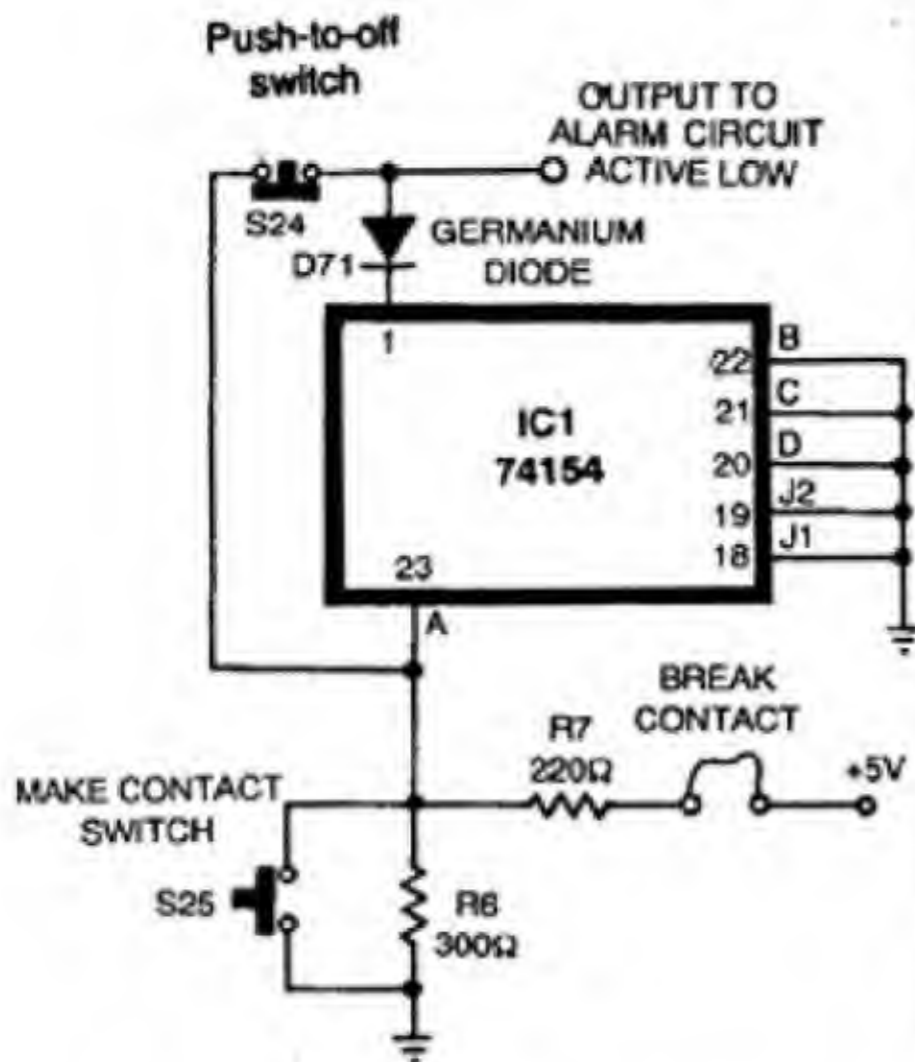 Push-to-off
switch
OUTPUT TO
ALARM CIRCUIT
ACTIVE LOW
S24
GERMANIUM
DIODE
D71
1
22
B
21
C
IC1
74154
20
D
19
J2
18
J1
23
A
BREAK
CONTACT
R7
220Ω
+5V
MAKE CONTACT
SWITCH
S25
R6
300Ω